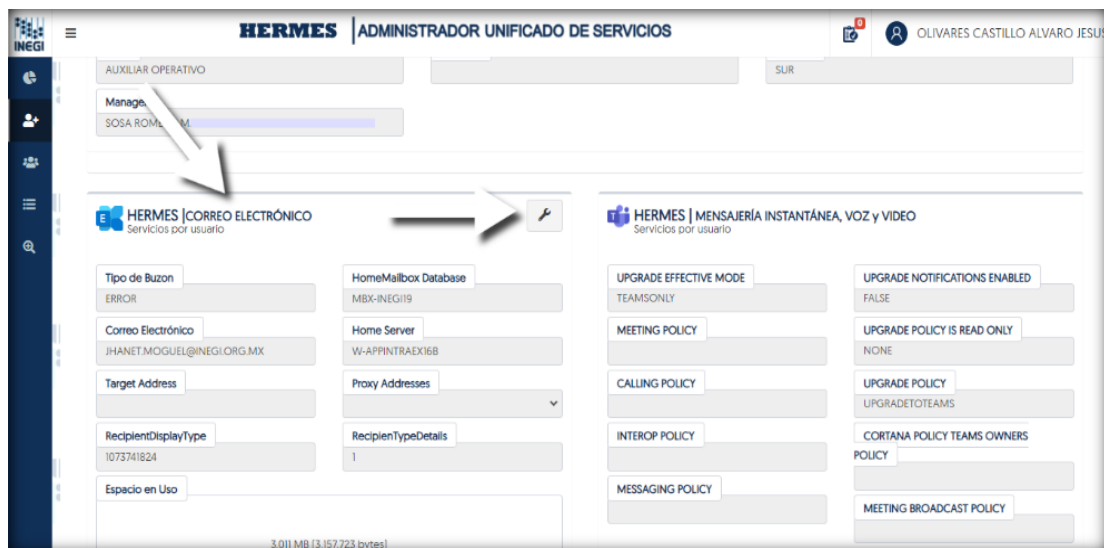 INEGI
HERMES | ADMINISTRADOR UNIFICADO DE SERVICIOS
0
OLIVARES CASTILLO ALVARO JESUS
AUXILIAR OPERATIVO
SUR
Manager
SOSA
HERMES | CORREO ELECTRÓNICO
Servicios por usuario
Tipo de Buzon
ERROR
HomeMailbox Database
MBX-INEGI19
Correo Electrónico
JHANET.MOGUEL@INEGI.ORG.MX
Home Server
W-APPINTRAEX16B
Target Address
Proxy Addresses
RecipientDisplayType
1073741824
RecipienTypeDetails
1
Espacio en Uso
3.011 MB (3,157,723 bytes)
HERMES | MENSAJERÍA INSTANTÁNEA, VOZ y VIDEO
Servicios por usuario
UPGRADE EFFECTIVE MODE
TEAMSONLY
UPGRADE NOTIFICATIONS ENABLED
FALSE
MEETING POLICY
UPGRADE POLICY IS READ ONLY
NONE
CALLING POLICY
UPGRADE POLICY
UPGRADETOTEAMS
INTEROP POLICY
CORTANA POLICY TEAMS OWNERS
POLICY
MESSAGING POLICY
MEETING BROADCAST POLICY